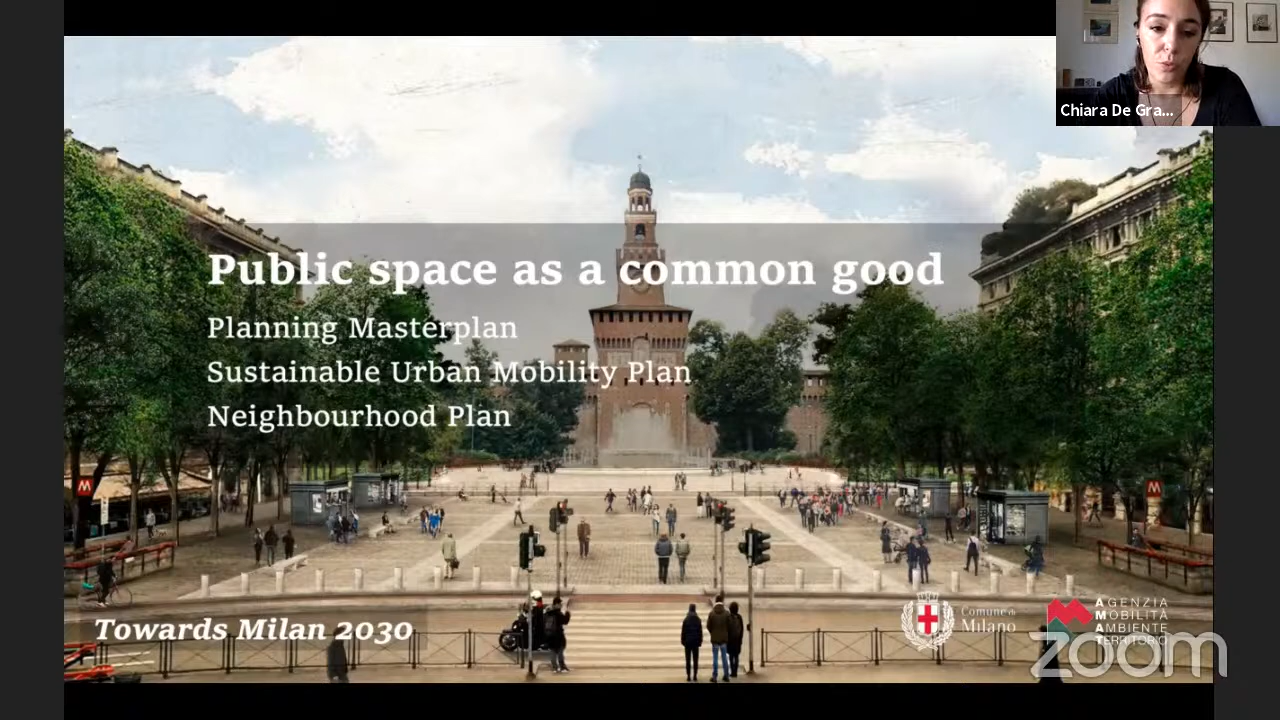 Chiara De Gra...
Public space as a common good
Planning Masterplan
Sustainable Urban Mobility Plan
Neighbourhood Plan
M
M
Towards Milan 2030
Comune di
Milano
AGENZIA
MOBILITÀ
AMBIENTE
TERRITORIO
zoom